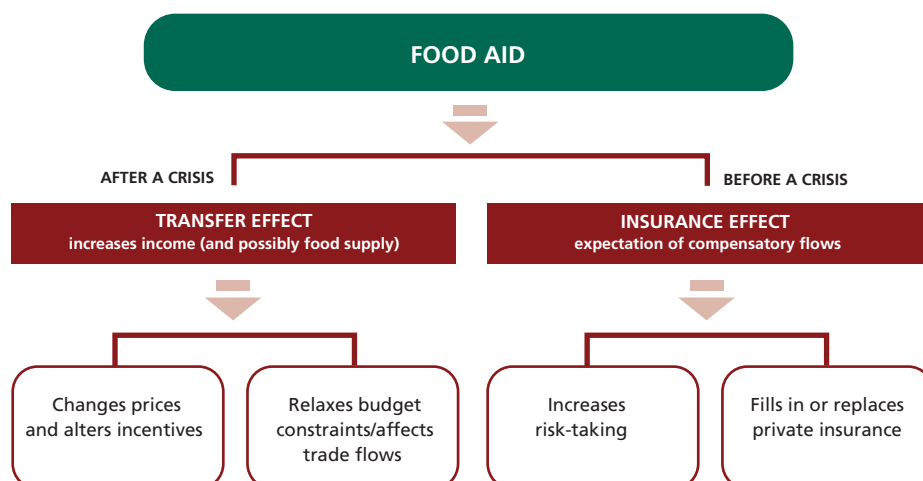 FOOD AID
AFTER A CRISIS
BEFORE A CRISIS
TRANSFER EFFECT
increases income (and possibly food supply)
INSURANCE EFFECT
expectation of compensatory flows
Changes prices
and alters incentives
Relaxes budget
constraints/affects
trade flows
Increases
risk-taking
Fills in or replaces
private insurance